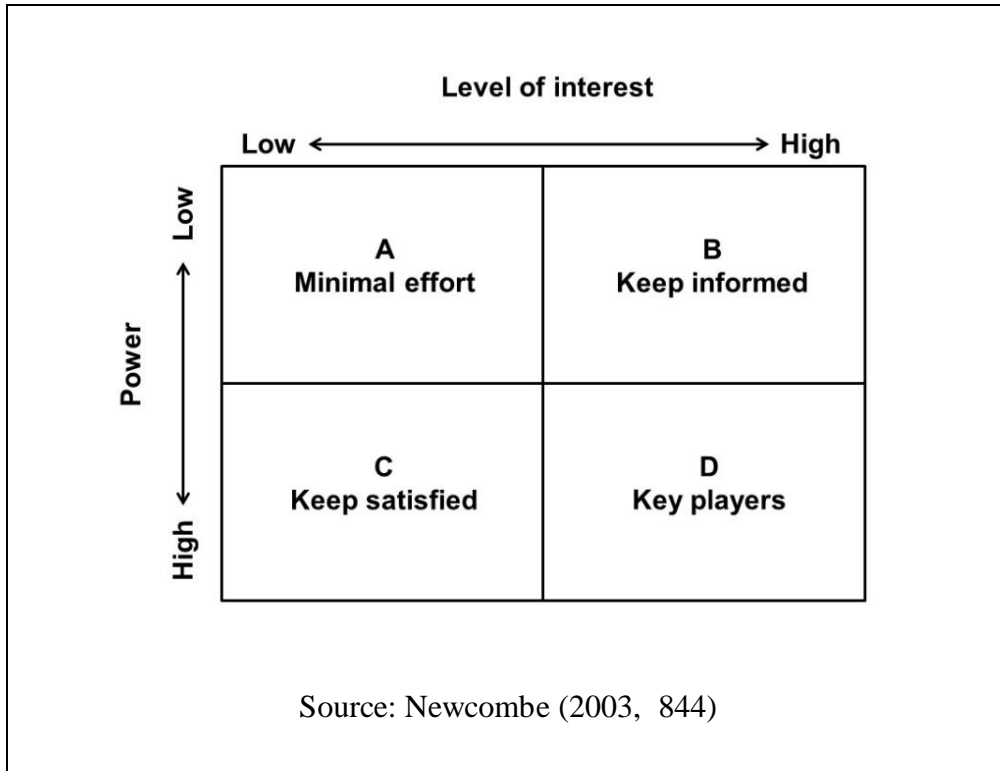 Level of interest
Low High
Low
Power
High
A
Minimal effort
B
Keep informed
C
Keep satisfied
D
Key players
Source: Newcombe (2003, 844)